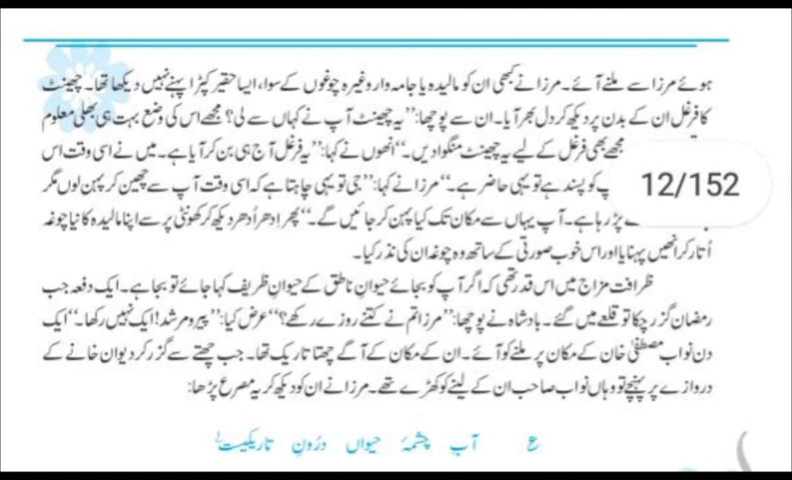 ہوئے مرزا سے ملنے آئے۔ مرزا نے کبھی ان کو مالیدہ یا جامہ وار وغیرہ چوغوں کے سوا، ایسا حقیر کپڑا پہنے نہیں دیکھا تھا۔ چھینٹ
کا فرغل ان کے بدن پر دیکھ کر دل بھر آیا۔ ان سے پوچھا: ”یہ چھینٹ آپ نے کہاں سے لی؟ مجھے اس کی وضع بہت ہی بھلی معلوم
مجھے بھی فرغل کے لیے یہ چھینٹ منگوا دیں۔“ انھوں نے کہا: ”یہ فرغل آج ہی بن کر آیا ہے۔ میں نے اسی وقت اس
پ کو پسند ہے تو یہی حاضر ہے۔“ مرزا نے کہا: ”جی تو یہی چاہتا ہے کہ اسی وقت آپ سے چھین کر پہن لوں مگر
12/152
ے پڑ رہا ہے۔ آپ یہاں سے مکان تک کیا پہن کر جائیں گے۔“ پھر ادھر اُدھر دیکھ کر کھونٹی پر سے اپنا مالیدہ کا نیا چوغہ
اُتار کر انھیں پہنایا اور اس خوب صورتی کے ساتھ وہ چوغہ ان کی نذر کیا۔
ظرافت مزاج میں اس قدر تھی کہ اگر آپ کو بجائے حیوانِ ناطق کے حیوانِ ظریف کہا جائے تو بجا ہے۔ ایک دفعہ جب
رمضان گزر چکا تو قلعے میں گئے۔ بادشاہ نے پوچھا: ”مرزا تم نے کتنے روزے رکھے؟“ عرض کیا: ”پیر و مرشد! ایک نہیں رکھا۔“ ایک
دن نواب مصطفیٰ خان کے مکان پر ملنے کو آئے۔ ان کے مکان کے آگے چھتا تاریک تھا۔ جب چھتے سے گزر کر دیوان خانے کے
دروازے پر پہنچے تو وہاں نواب صاحب ان کے لینے کو کھڑے تھے۔ مرزا نے ان کو دیکھ کر یہ مصرع پڑھا:
ع آبِ چشمۂ حیواں درُونِ تاریکیست